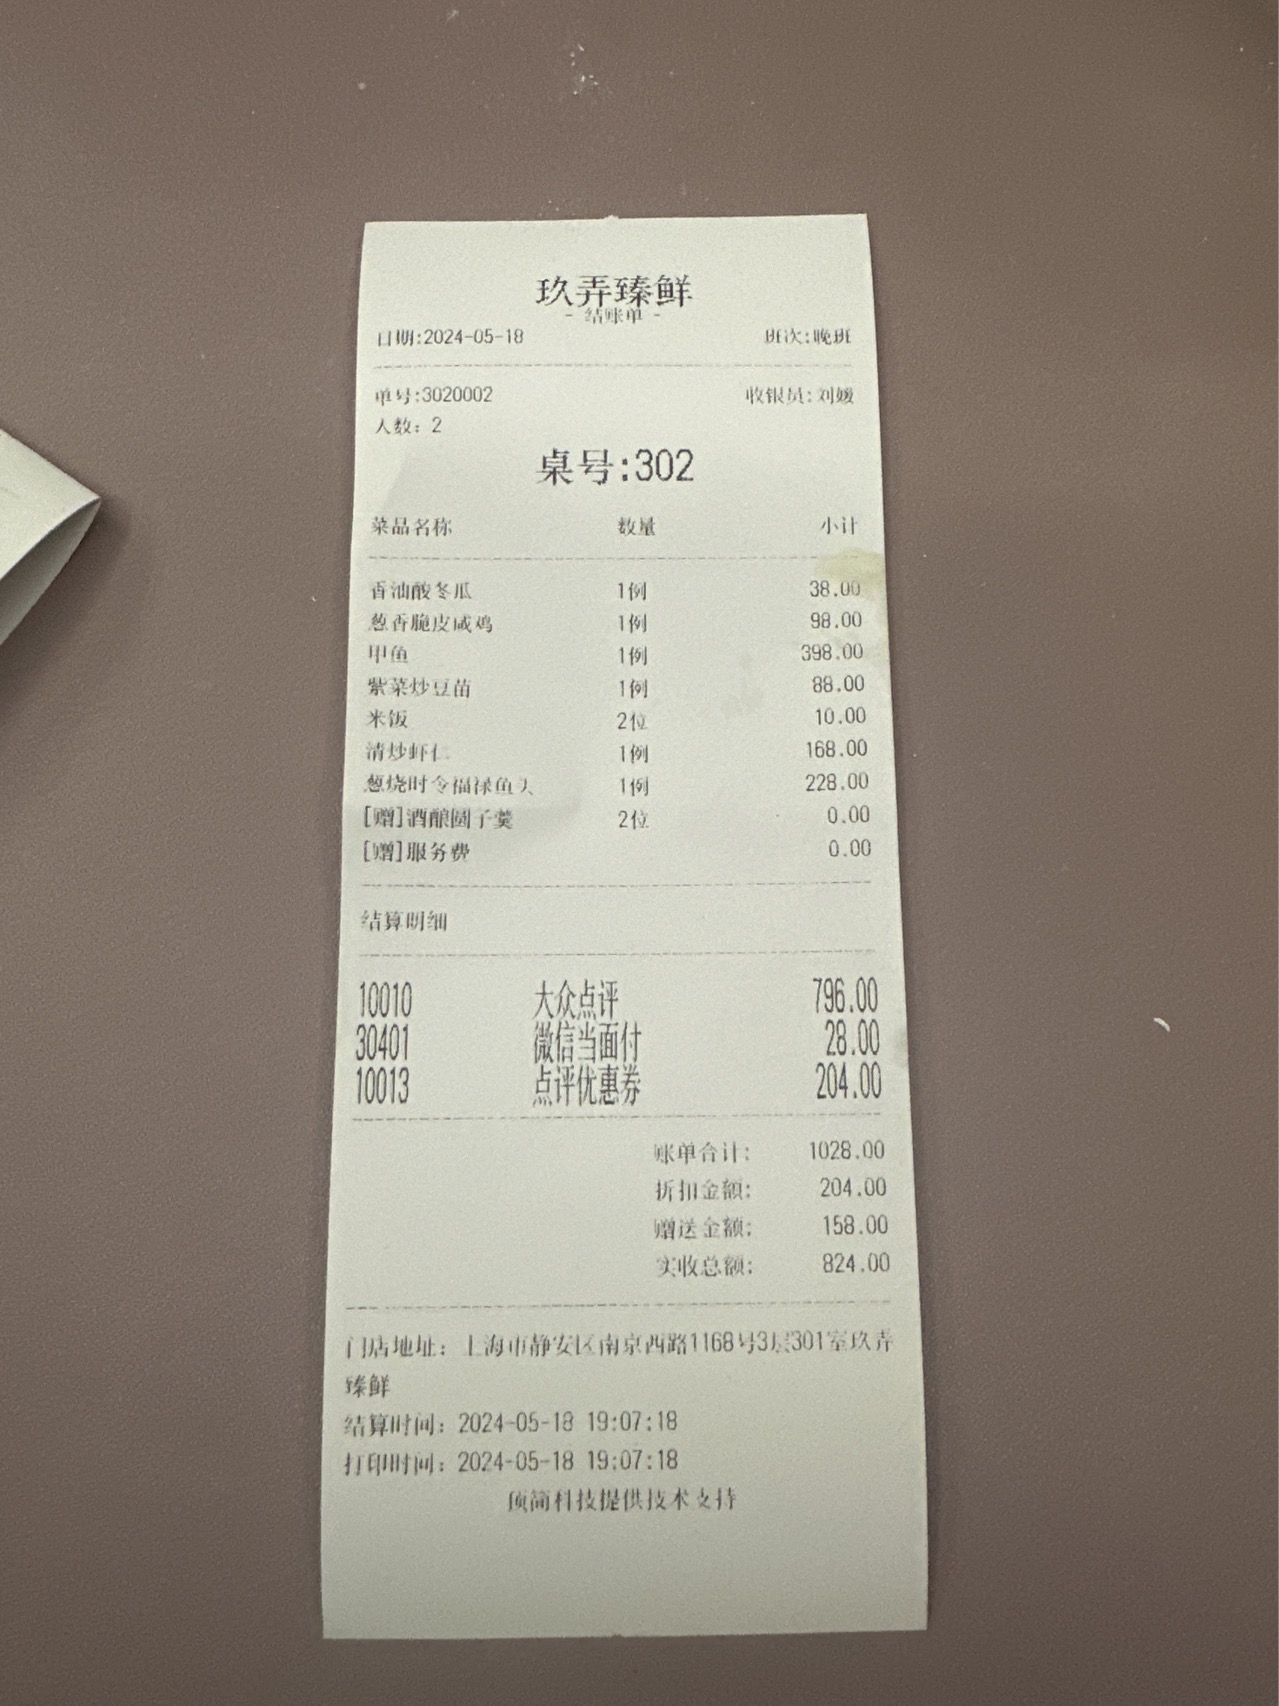 玖弄臻鲜
- 结账单 -
日期:2024-05-18 班次:晚班
单号:3020002 收银员:刘媛
人数: 2
桌号:302
菜品名称 数量 小计
香油酸冬瓜 1例 38.00
葱香脆皮咸鸡 1例 98.00
甲鱼 1例 398.00
紫菜炒豆苗 1例 88.00
米饭 2位 10.00
清炒虾仁 1例 168.00
葱烧时令福禄鱼头 1例 228.00
[赠]酒酿圆子羹 2位 0.00
[赠]服务费 0.00
结算明细
10010 大众点评 796.00
30401 微信当面付 28.00
10013 点评优惠券 204.00
账单合计: 1028.00
折扣金额: 204.00
赠送金额: 158.00
实收总额: 824.00
门店地址: 上海市静安区南京西路1168号3层301室玖弄
臻鲜
结算时间: 2024-05-18 19:07:18
打印时间: 2024-05-18 19:07:18
顶简科技提供技术支持